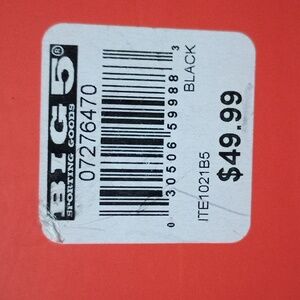 BIG 5®
SPORTING GOODS
07276470
0 30506 59988 3
BLACK
ITE1021B5
$49.99